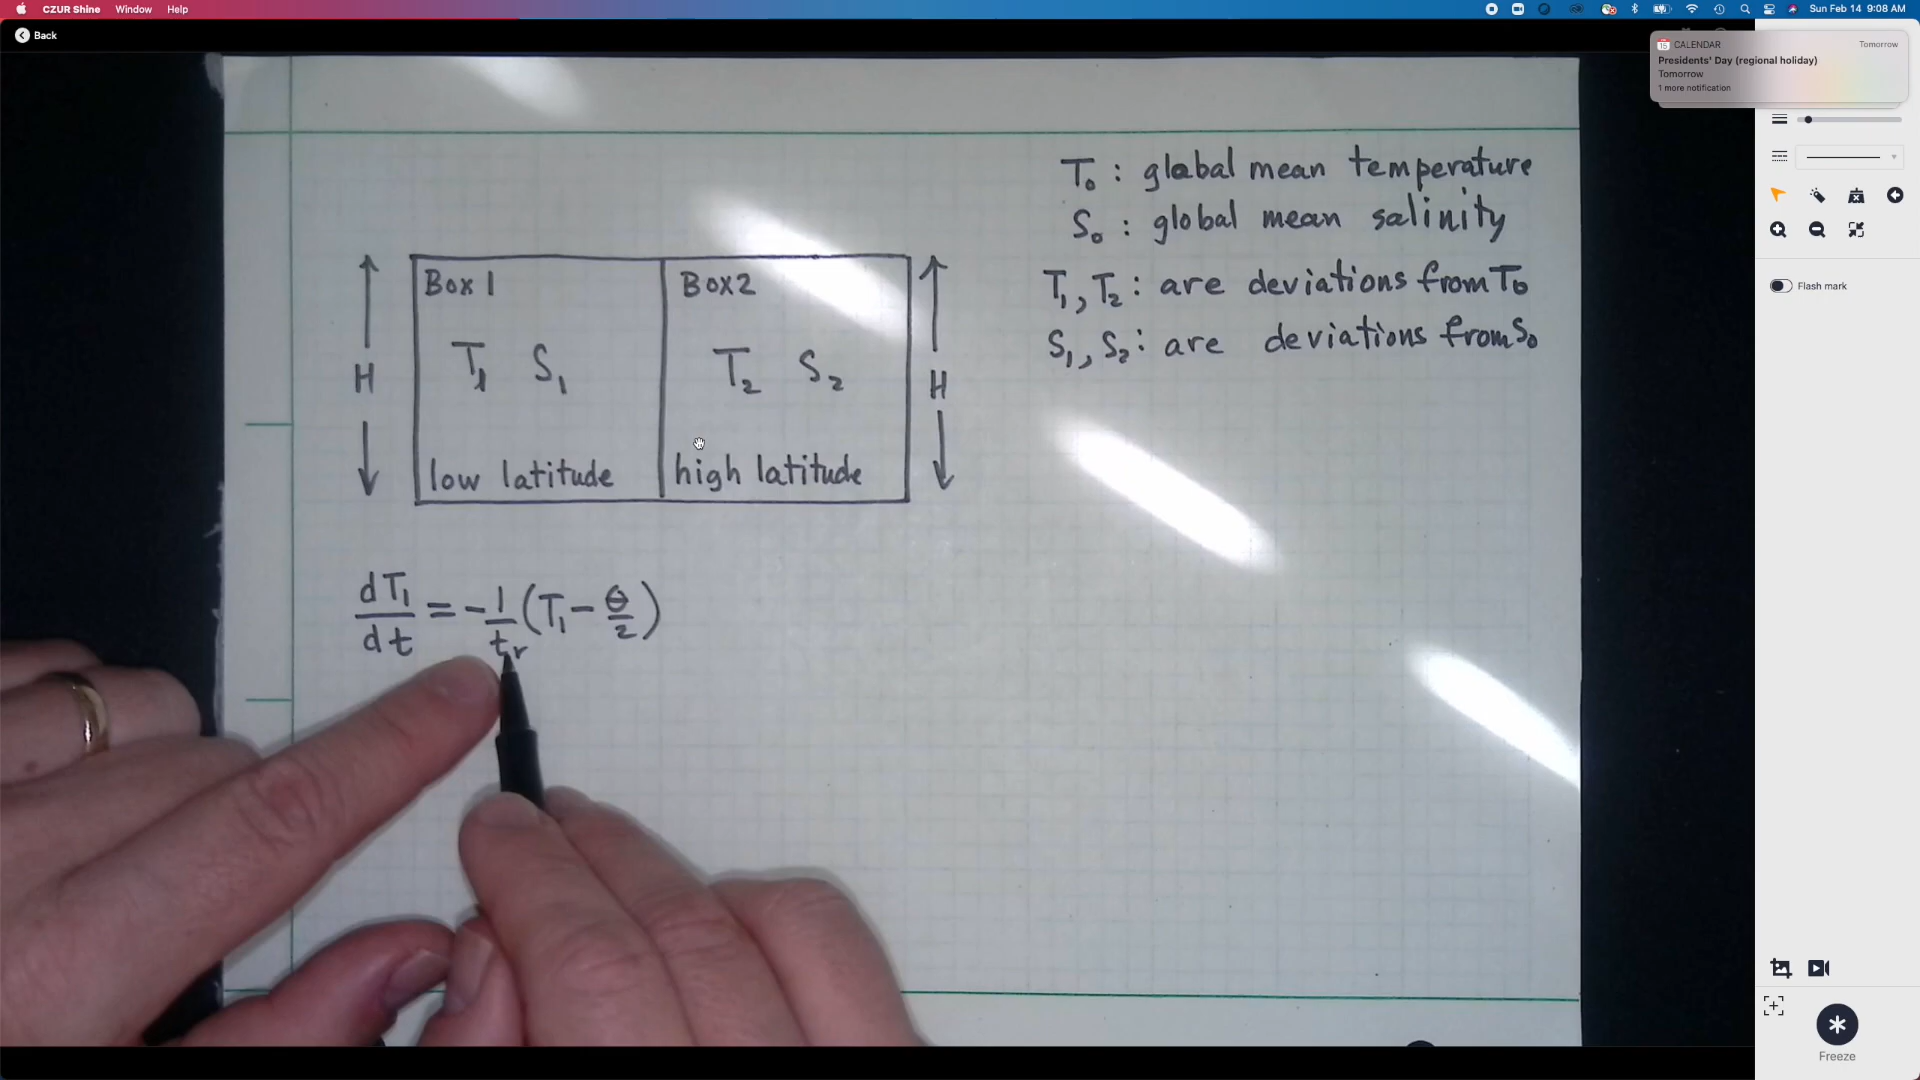 CZUR Shine Window Help
Sun Feb 14 9:08 AM
Back
CALENDAR Tomorrow
Presidents' Day (regional holiday)
Tomorrow
1 more notification
T₀ : global mean temperature
S₀ : global mean salinity
T₁, T₂ : are deviations from T₀
S₁, S₂ : are deviations from S₀
Box 1 Box 2
H T₁ S₁ T₂ S₂ H
low latitude high latitude
dT₁/dt = -1/tᵣ (T₁ - θ/2)
Flash mark
Freeze